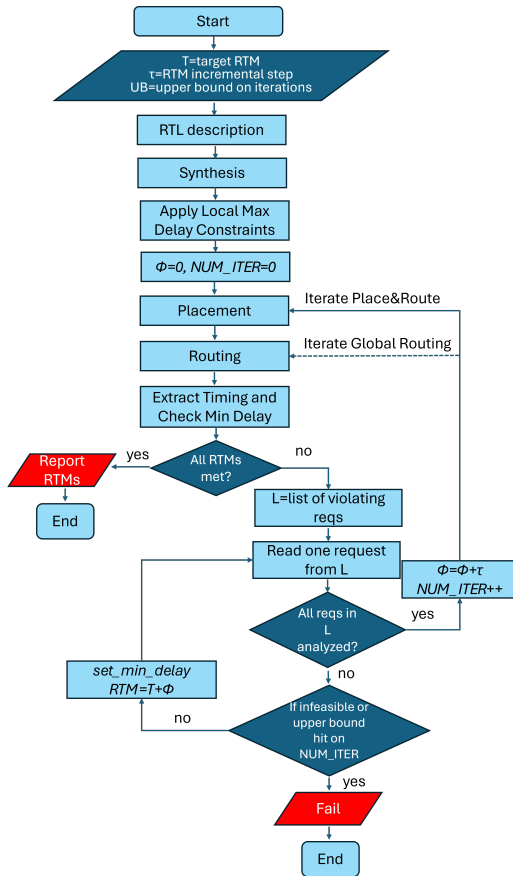 Start
T=target RTM
τ=RTM incremental step
UB=upper bound on iterations
RTL description
Synthesis
Apply Local Max
Delay Constraints
Φ=0, NUM_ITER=0
Iterate Place&Route
Placement
Iterate Global Routing
Routing
Extract Timing and
Check Min Delay
yes
no
Report
RTMs
All RTMs
met?
L=list of violating
reqs
End
Read one request
from L
Φ=Φ+τ
NUM_ITER++
All reqs in
L
analyzed?
yes
set_min_delay
RTM=T+Φ
no
If infeasible or
upper bound
hit on
NUM_ITER
no
yes
Fail
End